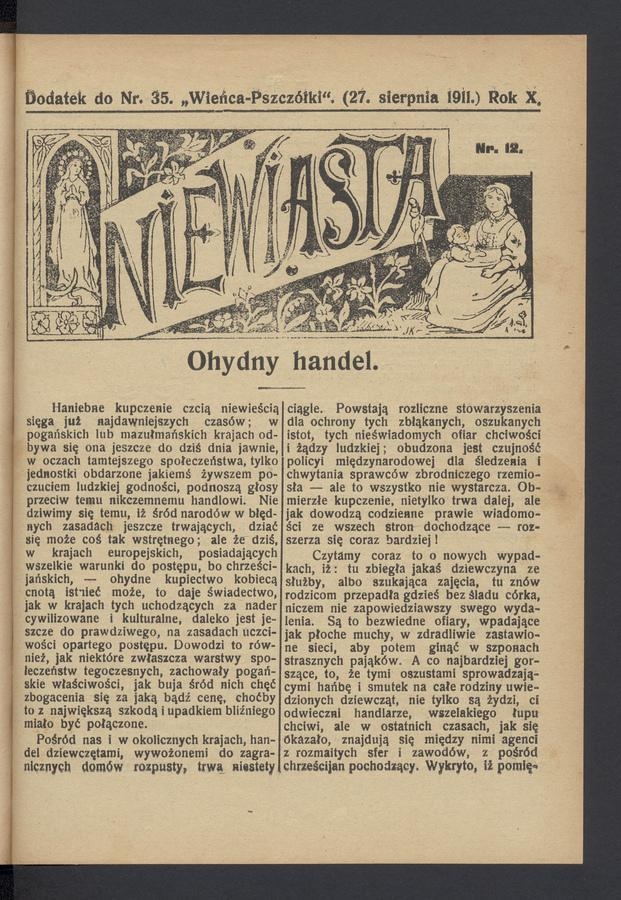 Dodatek do Nr. 35. „Wieńca-Pszczółki“. (27. sierpnia 1911.) Rok X.
Nr. 12.
NIEWIASTA
Ohydny handel.
Haniebne kupczenie czcią niewieścią
sięga już najdawniejszych czasów; w
pogańskich lub mazułmańskich krajach od-
bywa się ona jeszcze do dziś dnia jawnie,
w oczach tamtejszego społeczeństwa, tylko
jednostki obdarzone jakiemś żywszem po-
czuciem ludzkiej godności, podnoszą głosy
przeciw temu nikczemnemu handlowi. Nie
dziwimy się temu, iż śród narodów w błęd-
nych zasadach jeszcze trwających, dziać
się może coś tak wstrętnego; ale że dziś,
w krajach europejskich, posiadających
wszelkie warunki do postępu, bo chrześci-
jańskich, — ohydne kupiectwo kobiecą
cnotą istnieć może, to daje świadectwo,
jak w krajach tych uchodzących za nader
cywilizowane i kulturalne, daleko jest je-
szcze do prawdziwego, na zasadach uczci-
wości opartego postępu. Dowodzi to rów-
nież, jak niektóre zwłaszcza warstwy spo-
łeczeństw tegoczesnych, zachowały pogań-
skie właściwości, jak buja śród nich chęć
zbogacenia się za jaką bądź cenę, choćby
to z największą szkodą i upadkiem bliźniego
miało być połączone.
Pośród nas i w okolicznych krajach, han-
del dziewczętami, wywożonemi do zagra-
nicznych domów rozpusty, trwa niestety
ciągle. Powstają rozliczne stowarzyszenia
dla ochrony tych zbłąkanych, oszukanych
istot, tych nieświadomych ofiar chciwości
i żądzy ludzkiej; obudzona jest czujność
policyi międzynarodowej dla śledzenia i
chwytania sprawców zbrodniczego rzemio-
sła — ale to wszystko nie wystarcza. Ob-
mierzłe kupczenie, nietylko trwa dalej, ale
jak dowodzą codzienne prawie wiadomo-
ści ze wszech stron dochodzące — roz-
szerza się coraz bardziej!
Czytamy coraz to o nowych wypad-
kach, iż: tu zbiegła jakaś dziewczyna ze
służby, albo szukająca zajęcia, tu znów
rodzicom przepadła gdzieś bez śladu córka,
niczem nie zapowiedziawszy swego wyda-
lenia. Są to bezwiedne ofiary, wpadające
jak płoche muchy, w zdradliwie zastawio-
ne sieci, aby potem ginąć w szponach
strasznych pająków. A co najbardziej gor-
szące, to, że tymi oszustami sprowadzają-
cymi hańbę i smutek na całe rodziny uwie-
dzionych dziewcząt, nie tylko są żydzi, ci
odwieczni handlarze, wszelakiego łupu
chciwi, ale w ostatnich czasach, jak się
okazało, znajdują się między nimi agenci
z rozmaitych sfer i zawodów, z pośród
chrześcijan pochodzący. Wykryto, iż pomię-